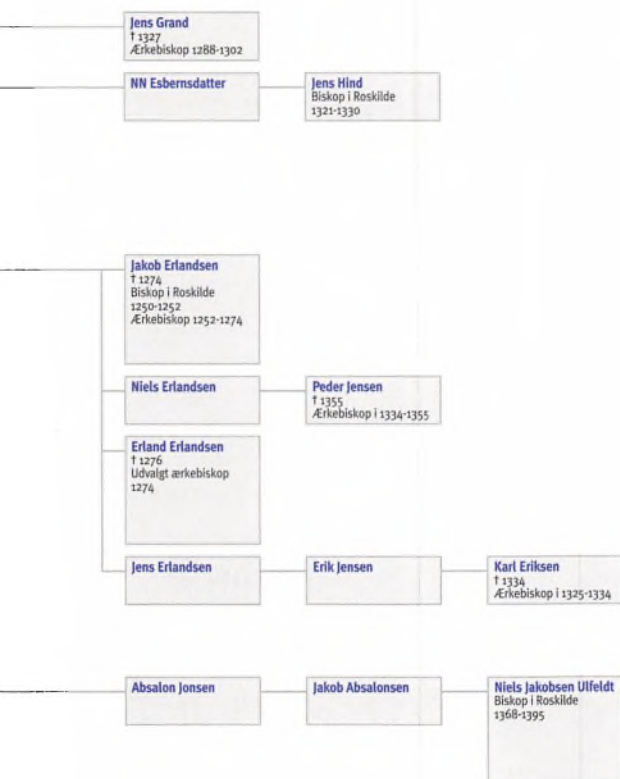 Jens Grand
† 1327
Ærkebiskop 1288-1302
NN Esbernsdatter
Jens Hind
Biskop i Roskilde
1321-1330
Jakob Erlandsen
† 1274
Biskop i Roskilde
1250-1252
Ærkebiskop 1252-1274
Niels Erlandsen
Peder Jensen
† 1355
Ærkebiskop i 1334-1355
Erland Erlandsen
† 1276
Udvalgt ærkebiskop
1274
Jens Erlandsen
Erik Jensen
Karl Eriksen
† 1334
Ærkebiskop i 1325-1334
Absalon Jonsen
Jakob Absalonsen
Niels Jakobsen Ulfeldt
Biskop i Roskilde
1368-1395